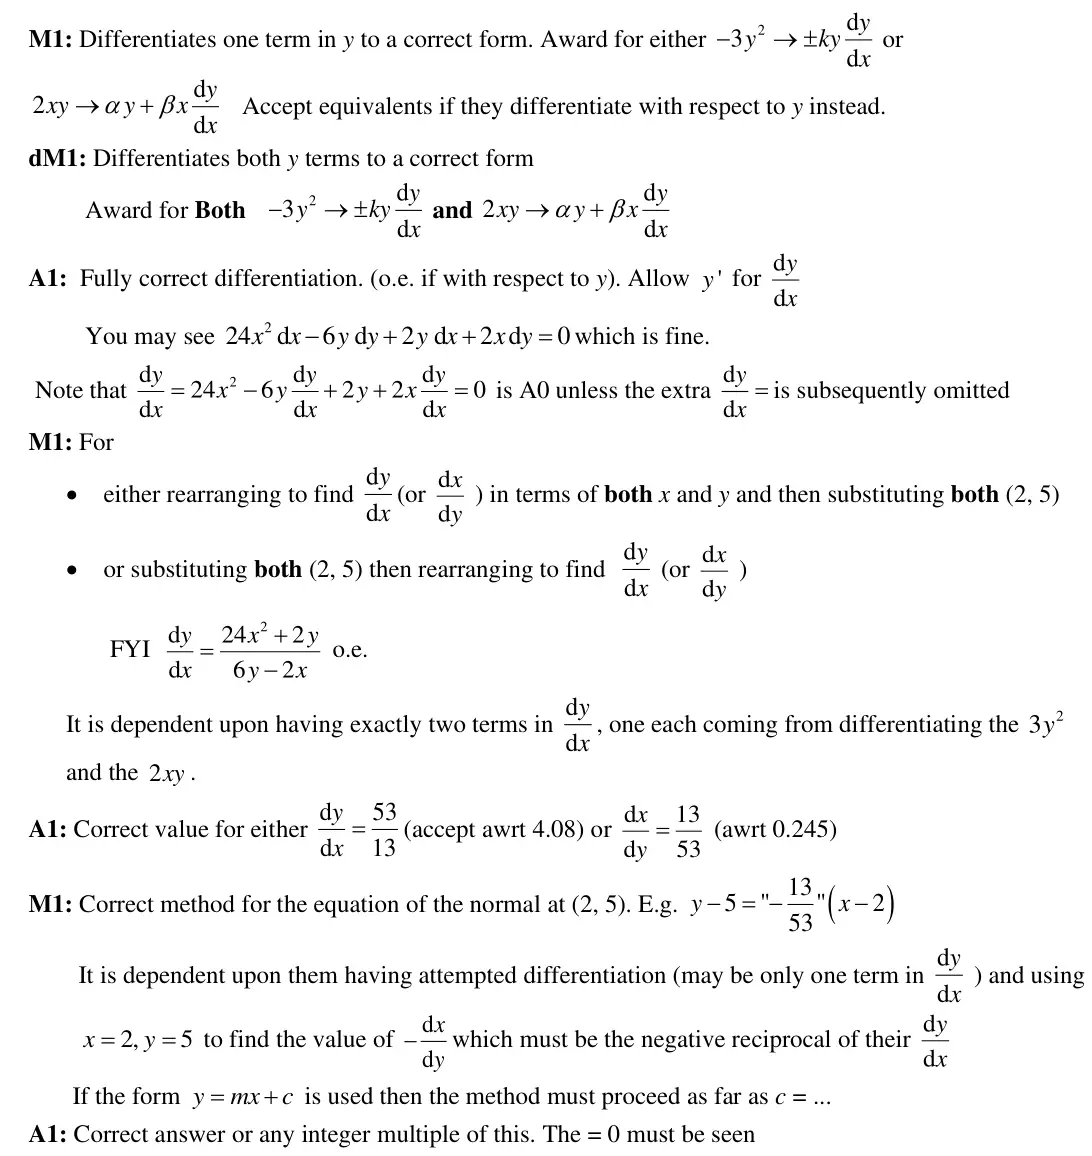 M1: Differentiates one term in y to a correct form. Award for either −3y² → ±ky dy/dx or
2xy → αy + βx dy/dx Accept equivalents if they differentiate with respect to y instead.
dM1: Differentiates both y terms to a correct form
Award for Both −3y² → ±ky dy/dx and 2xy → αy + βx dy/dx
A1: Fully correct differentiation. (o.e. if with respect to y). Allow y' for dy/dx
You may see 24x² dx − 6y dy + 2y dx + 2x dy = 0 which is fine.
Note that dy/dx = 24x² − 6y dy/dx + 2y + 2x dy/dx = 0 is A0 unless the extra dy/dx = is subsequently omitted
M1: For
• either rearranging to find dy/dx (or dx/dy ) in terms of both x and y and then substituting both (2, 5)
• or substituting both (2, 5) then rearranging to find dy/dx (or dx/dy )
FYI dy/dx = (24x² + 2y)/(6y − 2x) o.e.
It is dependent upon having exactly two terms in dy/dx , one each coming from differentiating the 3y²
and the 2xy .
A1: Correct value for either dy/dx = 53/13 (accept awrt 4.08) or dx/dy = 13/53 (awrt 0.245)
M1: Correct method for the equation of the normal at (2, 5). E.g. y − 5 = "−13/53"(x − 2)
It is dependent upon them having attempted differentiation (may be only one term in dy/dx ) and using
x = 2, y = 5 to find the value of −dx/dy which must be the negative reciprocal of their dy/dx
If the form y = mx + c is used then the method must proceed as far as c = ...
A1: Correct answer or any integer multiple of this. The = 0 must be seen